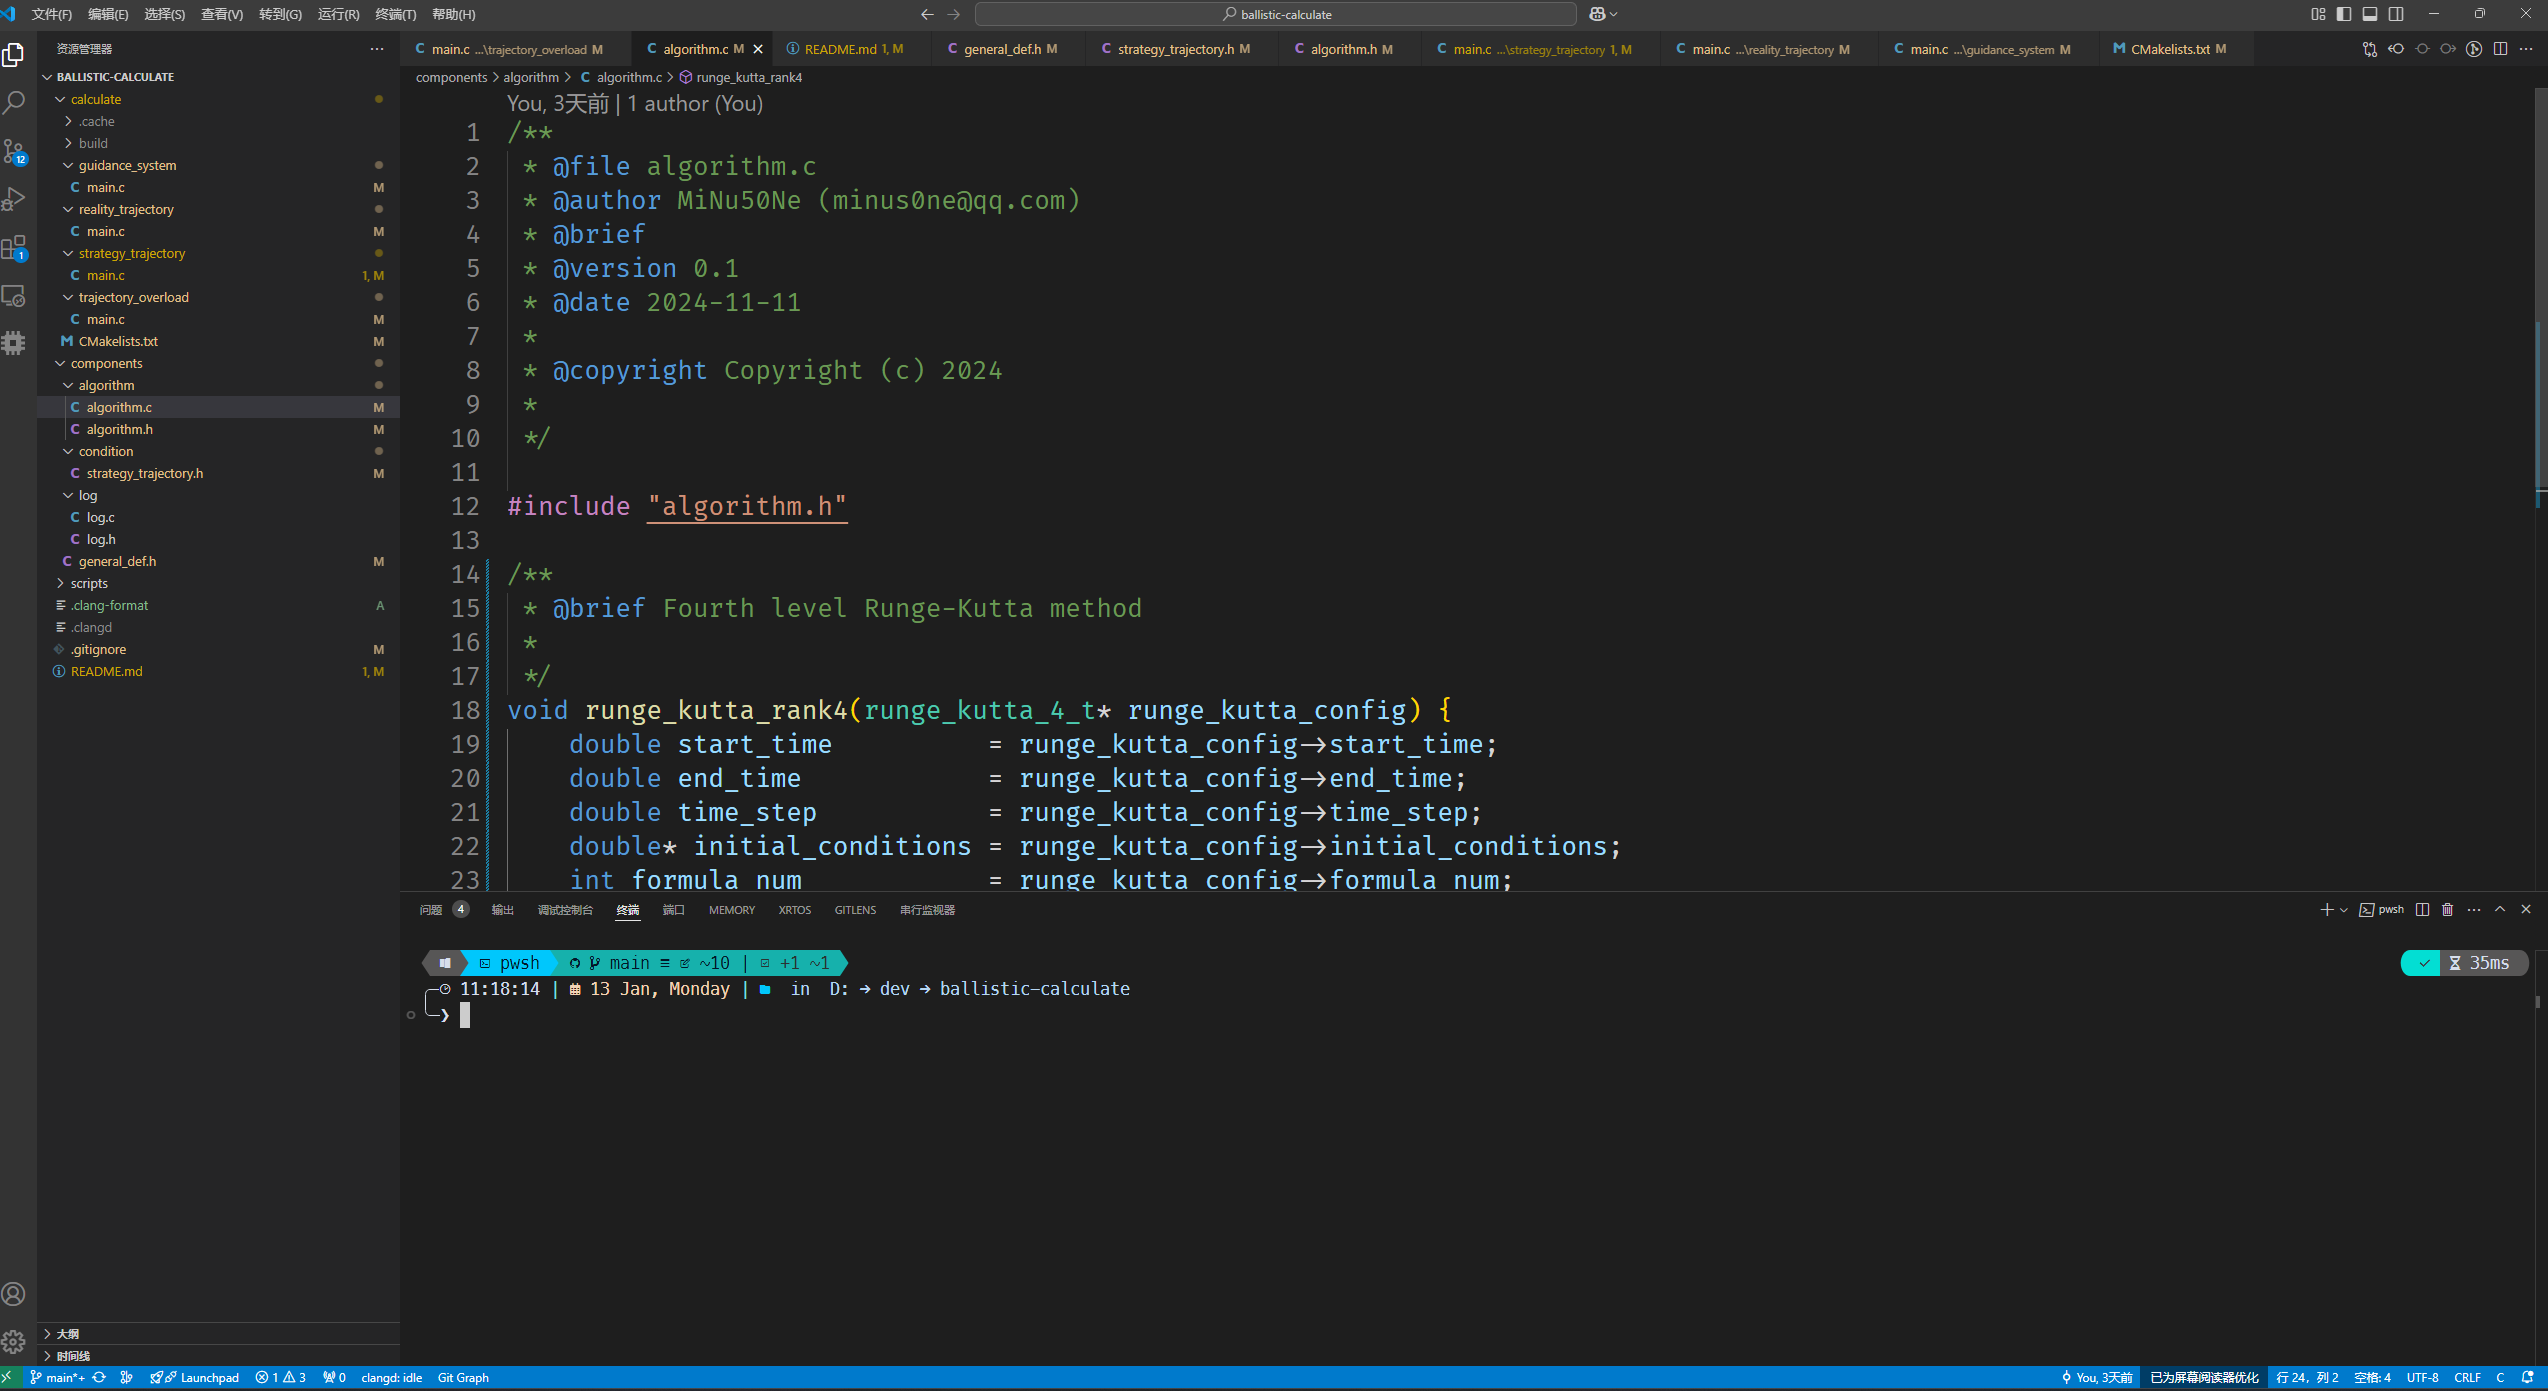 文件(F) 编辑(E) 选择(S) 查看(V) 转到(G) 运行(R) 终端(T) 帮助(H)
ballistic-calculate
资源管理器
BALLISTIC-CALCULATE
calculate
.cache
build
guidance_system
main.c M
reality_trajectory
main.c M
strategy_trajectory
main.c 1, M
trajectory_overload
main.c M
CMakelists.txt M
components
algorithm
algorithm.c M
algorithm.h M
condition
strategy_trajectory.h M
log
log.c
log.h
general_def.h M
scripts
.clang-format A
.clangd
.gitignore M
README.md 1, M
大纲
时间线
12
1
main.c ...\trajectory_overload M
algorithm.c M
README.md 1, M
general_def.h M
strategy_trajectory.h M
algorithm.h M
main.c ...\strategy_trajectory 1, M
main.c ...\reality_trajectory M
main.c ...\guidance_system M
CMakelists.txt M
components > algorithm > C algorithm.c > runge_kutta_rank4
You, 3天前 | 1 author (You)
1 /**
2 * @file algorithm.c
3 * @author MiNu50Ne (minus0ne@qq.com)
4 * @brief
5 * @version 0.1
6 * @date 2024-11-11
7 *
8 * @copyright Copyright (c) 2024
9 *
10 */
11
12 #include "algorithm.h"
13
14 /**
15 * @brief Fourth level Runge-Kutta method
16 *
17 */
18 void runge_kutta_rank4(runge_kutta_4_t* runge_kutta_config) {
19 double start_time = runge_kutta_config->start_time;
20 double end_time = runge_kutta_config->end_time;
21 double time_step = runge_kutta_config->time_step;
22 double* initial_conditions = runge_kutta_config->initial_conditions;
23 int formula_num = runge_kutta_config->formula_num;
问题 4 输出 调试控制台 终端 端口 MEMORY XRTOS GITLENS 串行监视器
pwsh
pwsh main ≡ ~10 | +1 ~1
✓ 35ms
11:18:14 | 13 Jan, Monday | in D: → dev → ballistic-calculate
❯
main*+ Launchpad 1 3 0 clangd: idle Git Graph
You, 3天前 已为屏幕阅读器优化 行 24，列 2 空格: 4 UTF-8 CRLF C